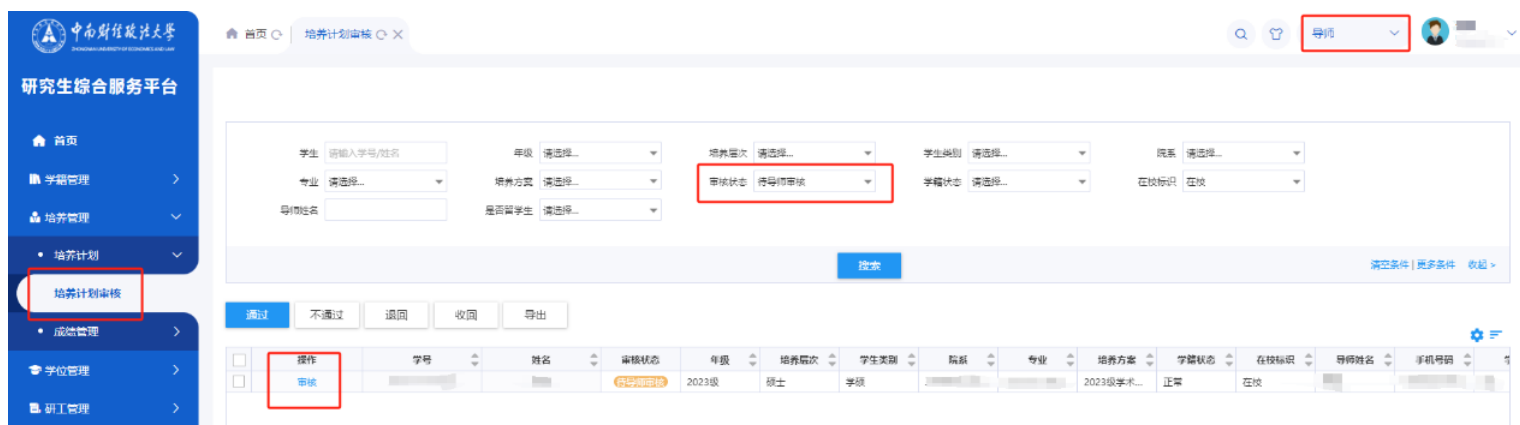 中南财经政法大学
ZHONGNAN UNIVERSITY OF ECONOMICS AND LAW
研究生综合服务平台
首页
学籍管理
培养管理
培养计划
培养计划审核
成绩管理
学位管理
研工管理
首页 培养计划审核 导师
学生 请输入学号/姓名 年级 请选择... 培养层次 请选择... 学生类别 请选择... 院系 请选择...
专业 请选择... 培养方案 请选择... 审核状态 待导师审核 学籍状态 请选择... 在校标识 在校
导师姓名 是否留学生 请选择...
搜索 清空条件 | 更多条件 收起
通过 不通过 退回 收回 导出
操作 学号 姓名 审核状态 年级 培养层次 学生类别 院系 专业 培养方案 学籍状态 在校标识 导师姓名 手机号码
审核 待导师审核 2023级 硕士 学硕 2023级学术... 正常 在校